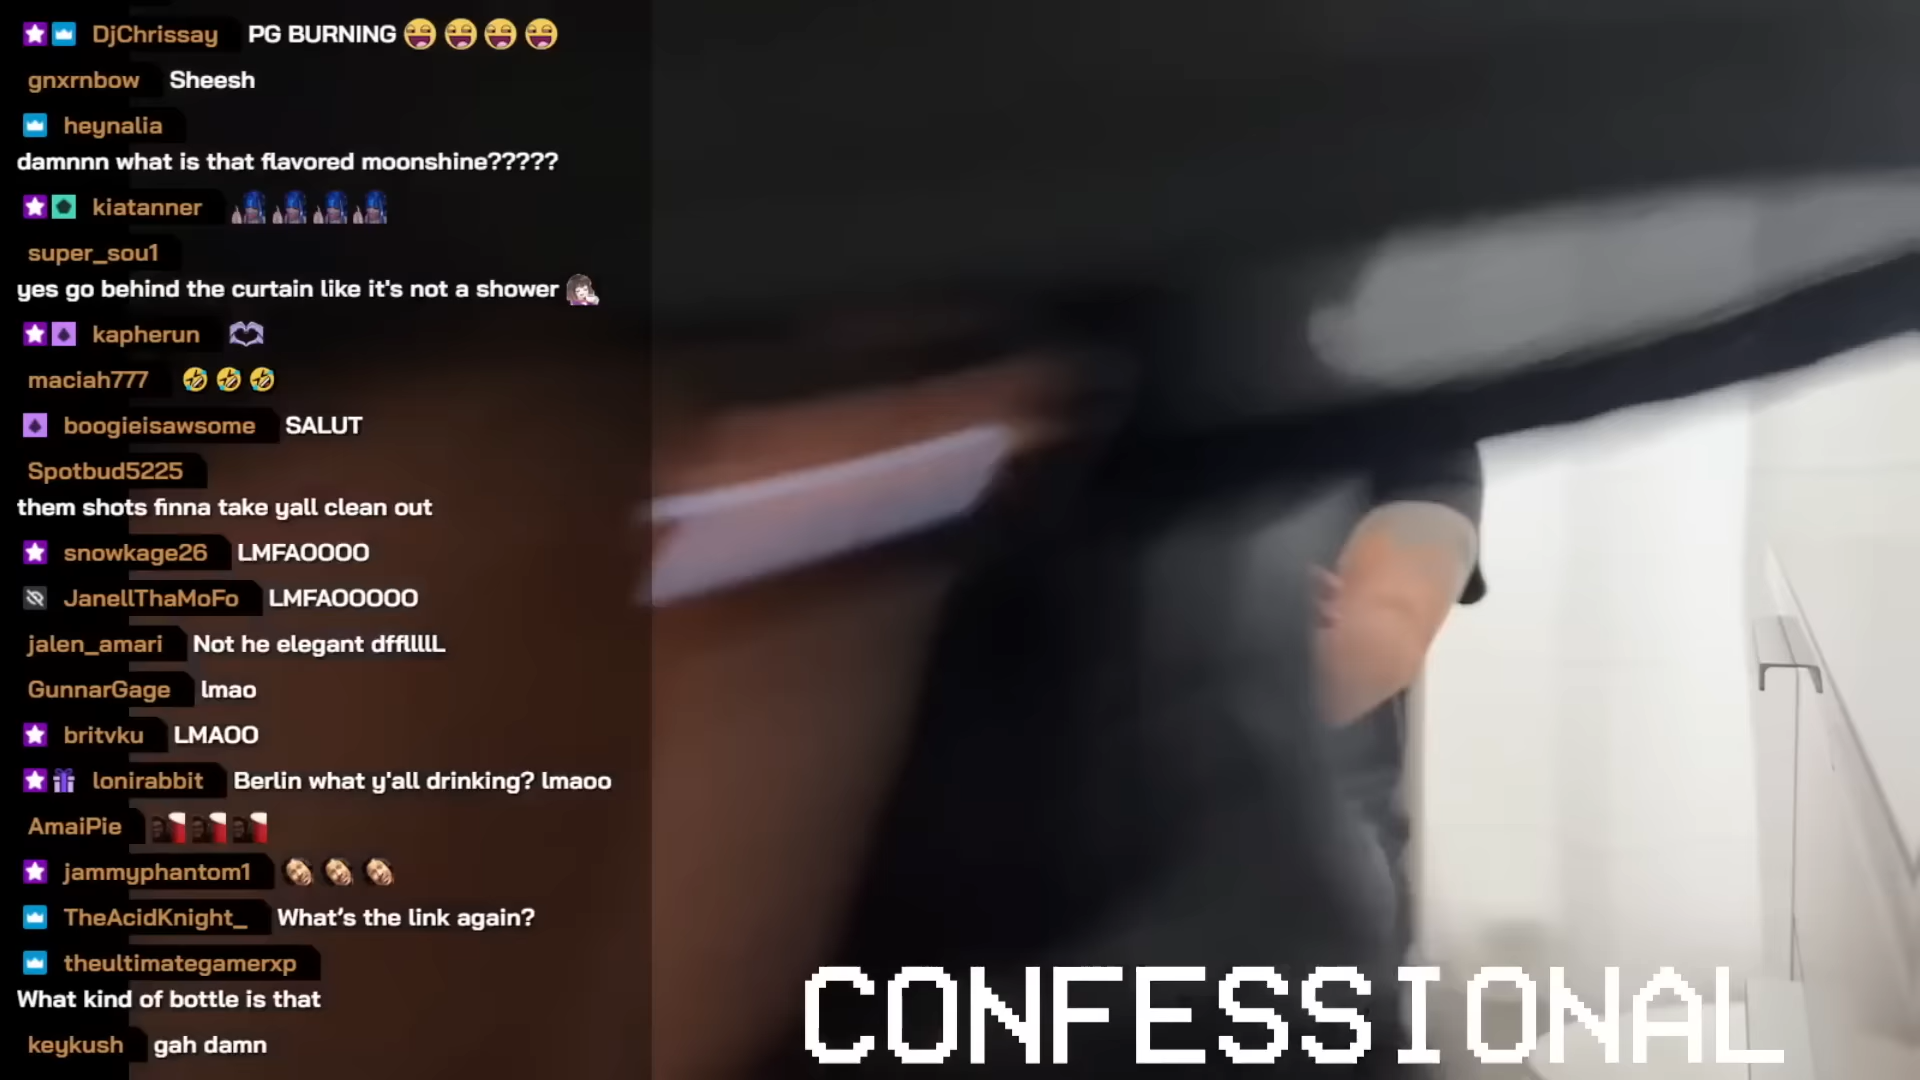 DjChrissay PG BURNING
gnxrnbow Sheesh
heynalia
damnnn what is that flavored moonshine?????
kiatanner
super_sou1
yes go behind the curtain like it's not a shower
kapherun
maciah777
boogieisawsome SALUT
Spotbud5225
them shots finna take yall clean out
snowkage26 LMFAOOOO
JanellThaMoFo LMFAOOOOO
jalen_amari Not he elegant dffllllL
GunnarGage lmao
britvku LMAOO
lonirabbit Berlin what y'all drinking? lmaoo
AmaiPie
jammyphantom1
TheAcidKnight_ What’s the link again?
theultimategamerxp
What kind of bottle is that
keykush gah damn
CONFESSIONAL